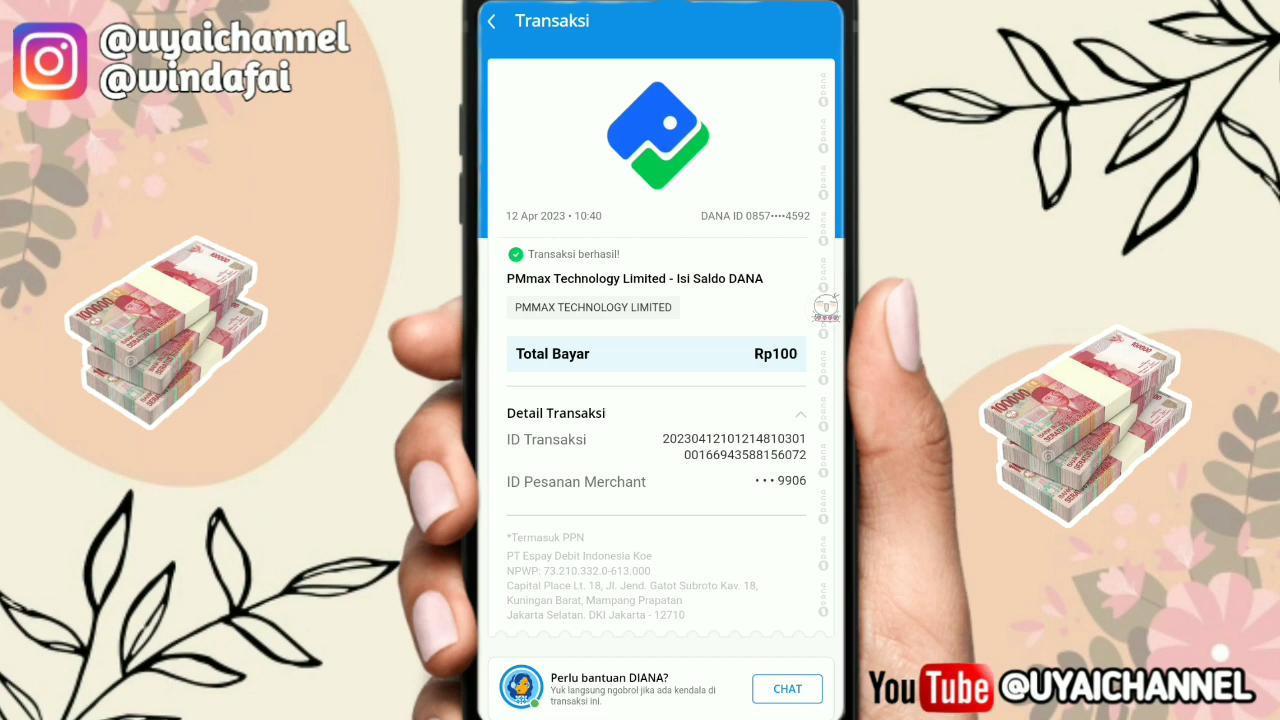 @uyaichannel
@windafai
Transaksi
12 Apr 2023 • 10:40
DANA ID 0857••••4592
Transaksi berhasil!
PMmax Technology Limited - Isi Saldo DANA
PMMAX TECHNOLOGY LIMITED
Total Bayar
Rp100
Detail Transaksi
ID Transaksi
20230412101214810301
00166943588156072
ID Pesanan Merchant
• • • 9906
*Termasuk PPN
PT Espay Debit Indonesia Koe
NPWP: 73.210.332.0-613.000
Capital Place Lt. 18, Jl. Jend. Gatot Subroto Kav. 18,
Kuningan Barat, Mampang Prapatan
Jakarta Selatan. DKI Jakarta - 12710
Perlu bantuan DIANA?
Yuk langsung ngobrol jika ada kendala di
transaksi ini.
CHAT
100000
100000
100000
100000
YouTube @UYAICHANNEL